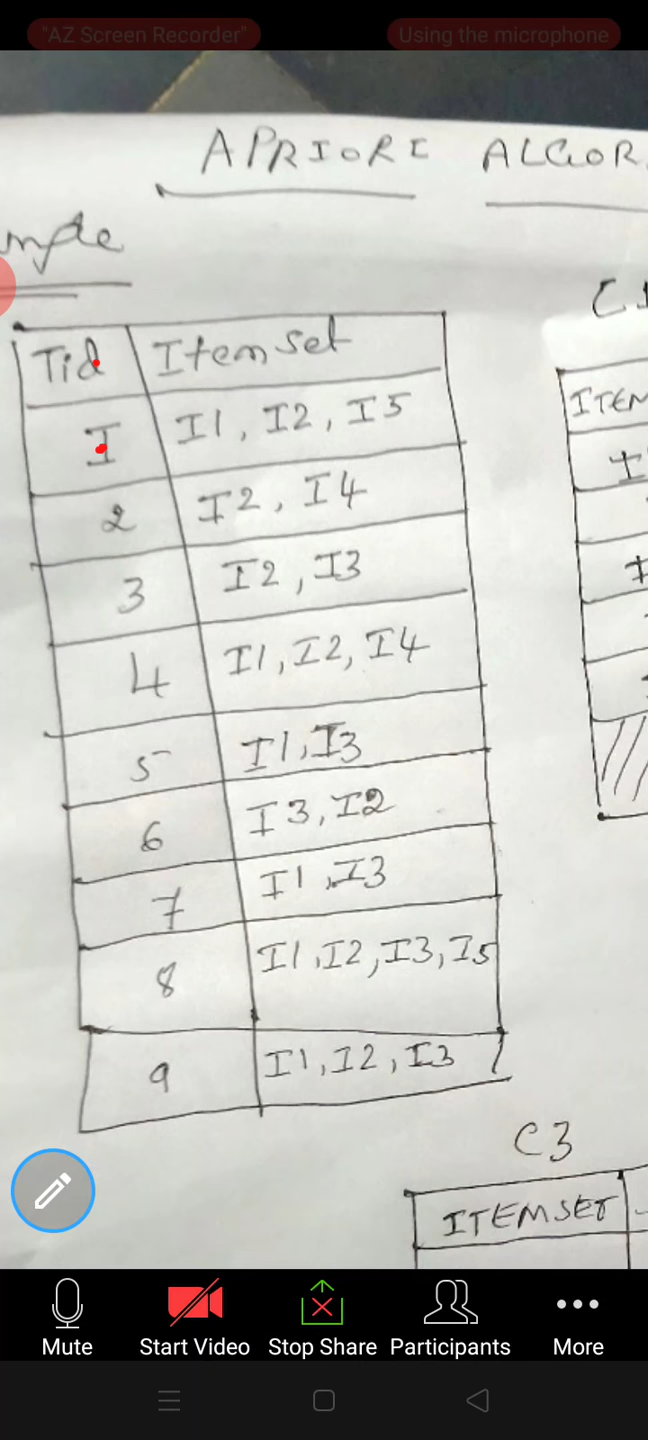 "AZ Screen Recorder" Using the microphone
APRIORI ALGOR
C1
Tid Itemset
I I1, I2, I5
2 I2, I4
3 I2, I3
4 I1, I2, I4
5 I1, I3
6 I3, I2
7 I1, I3
8 I1, I2, I3, I5
9 I1, I2, I3
ITEM
C3
ITEMSET
Mute Start Video Stop Share Participants More